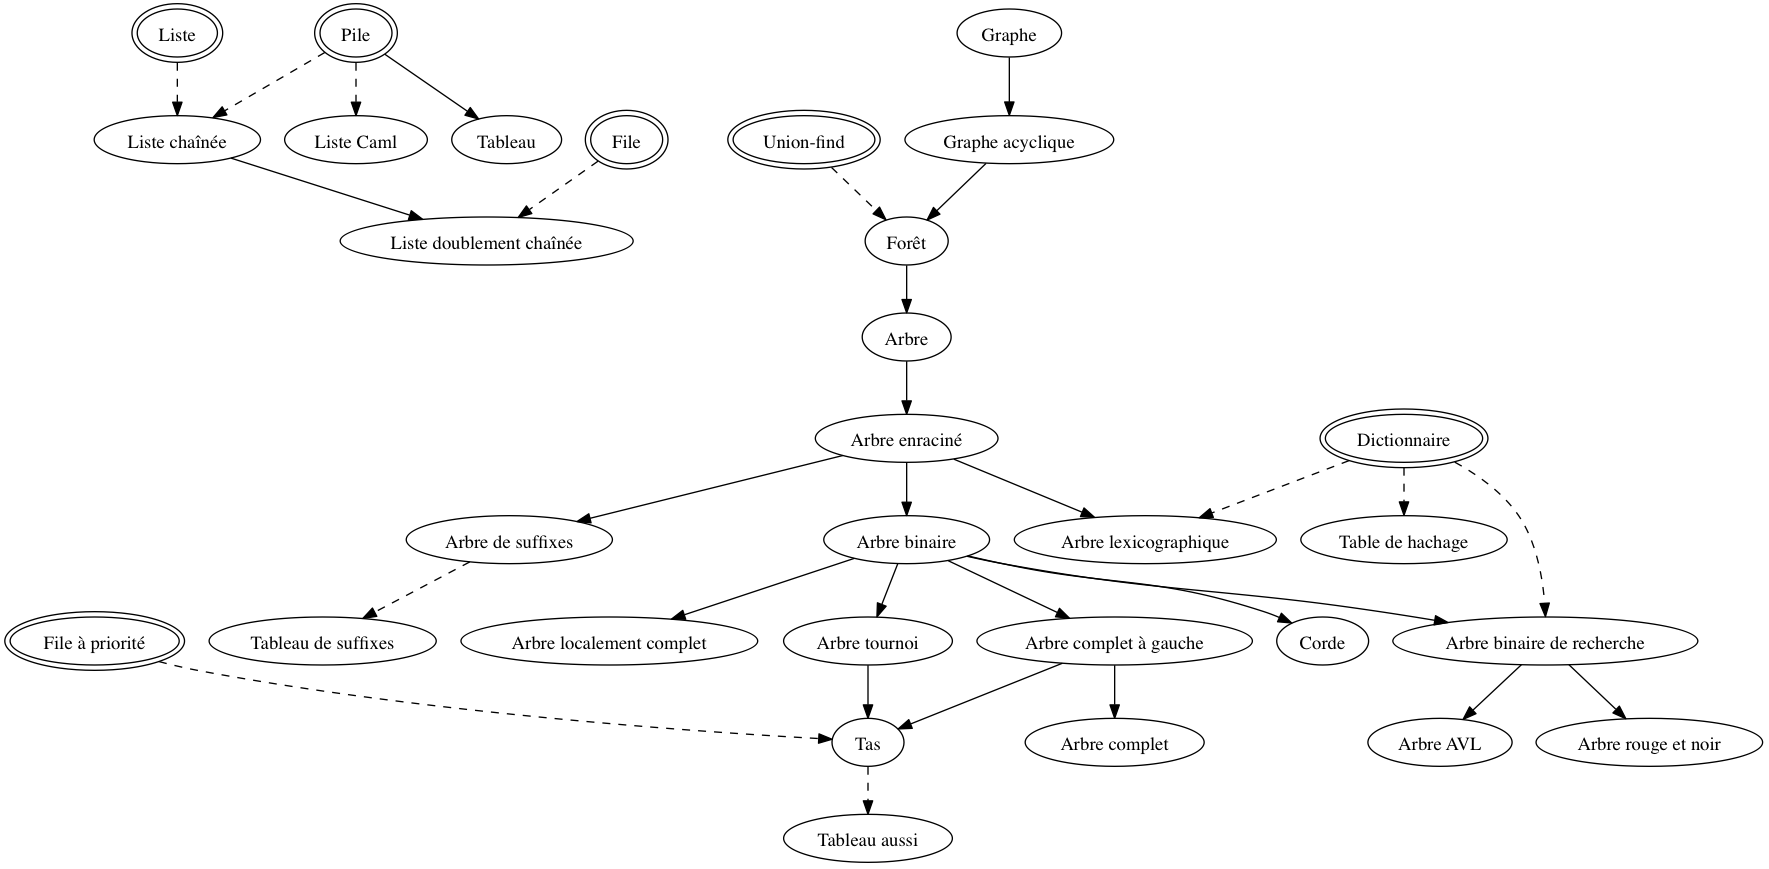 Liste
Pile
Graphe
Liste chaînée
Liste Caml
Tableau
File
Union-find
Graphe acyclique
Liste doublement chaînée
Forêt
Arbre
Arbre enraciné
Dictionnaire
Arbre de suffixes
Arbre binaire
Arbre lexicographique
Table de hachage
File à priorité
Tableau de suffixes
Arbre localement complet
Arbre tournoi
Arbre complet à gauche
Corde
Arbre binaire de recherche
Tas
Arbre complet
Arbre AVL
Arbre rouge et noir
Tableau aussi